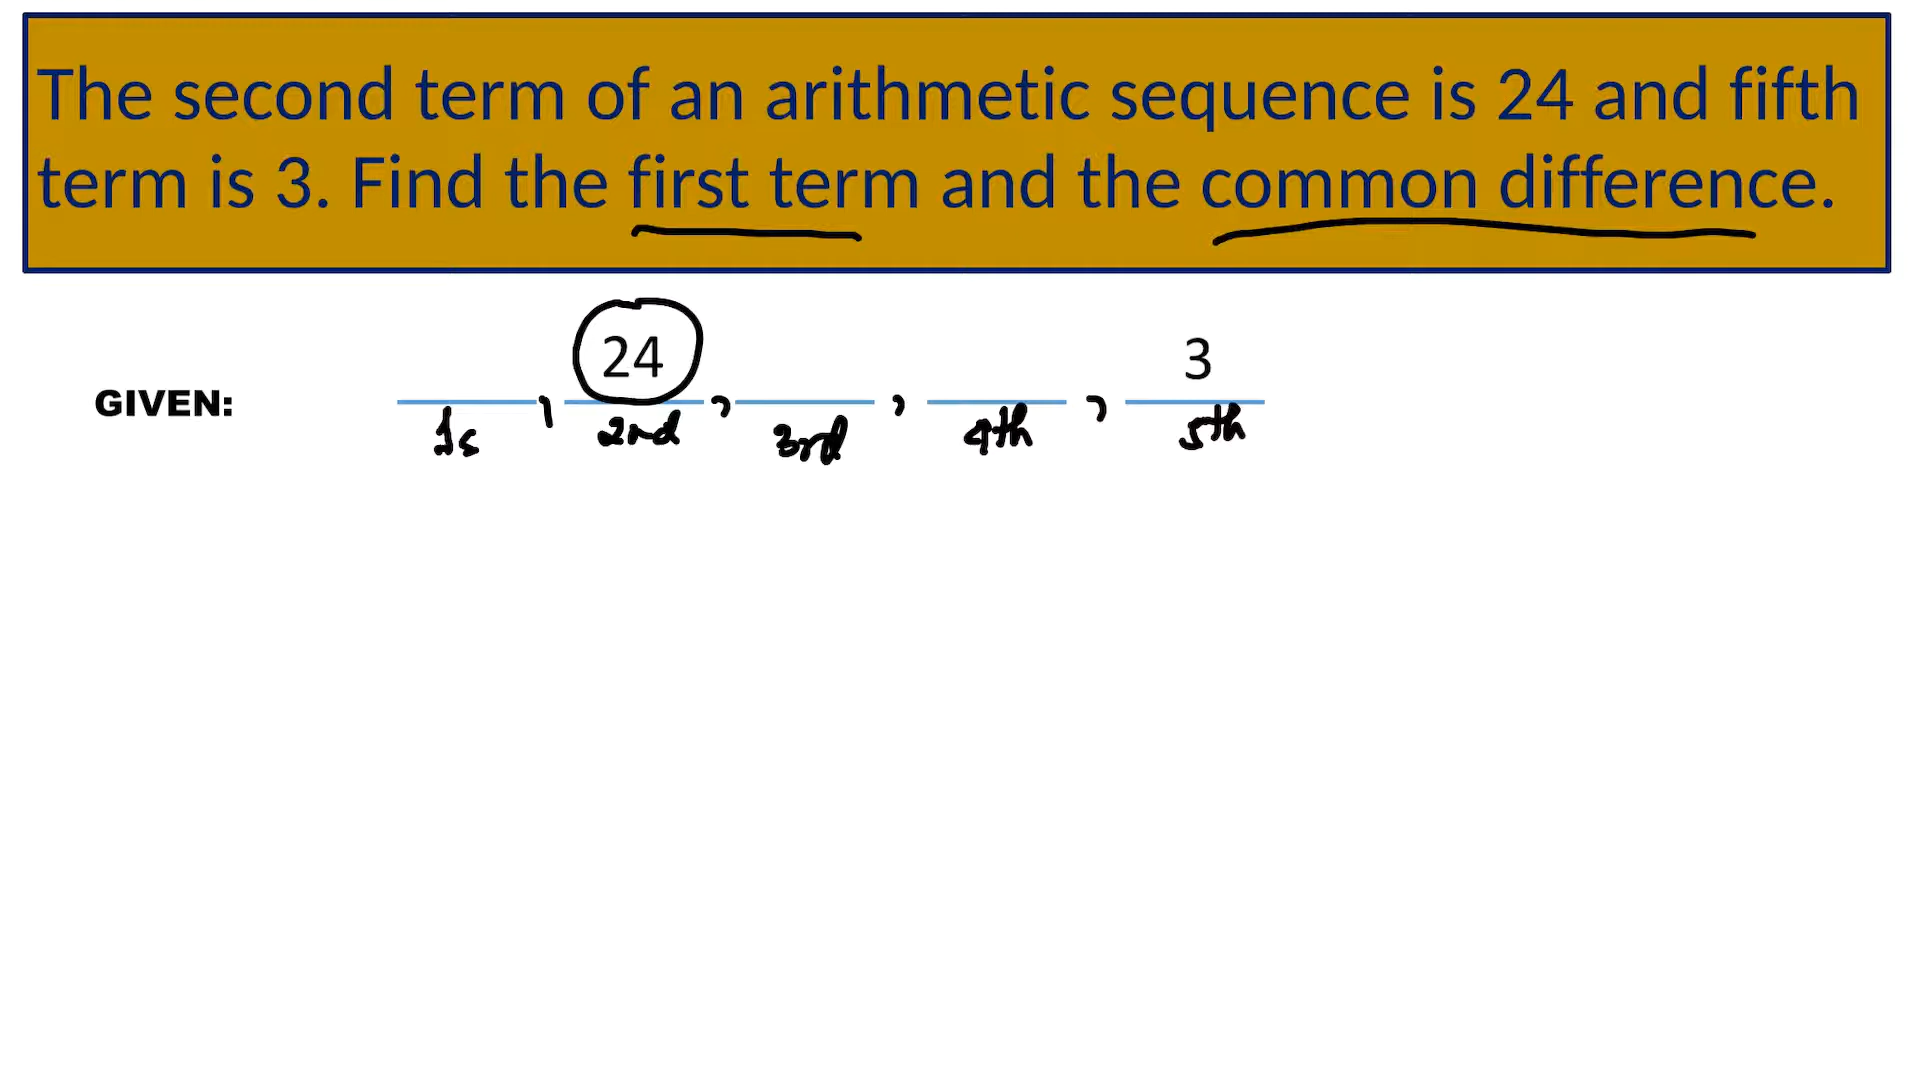 The second term of an arithmetic sequence is 24 and fifth
term is 3. Find the first term and the common difference.
24 3
GIVEN: , , , ,
1s 2nd 3rd 4th 5th